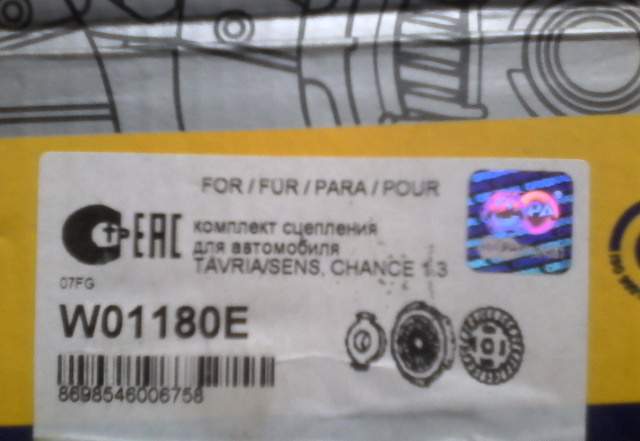 FOR / FÜR / PARA / POUR
EAC
комплект сцепления
для автомобиля
TAVRIA/SENS, CHANCE 1.3
07FG
W01180E
8698546006758